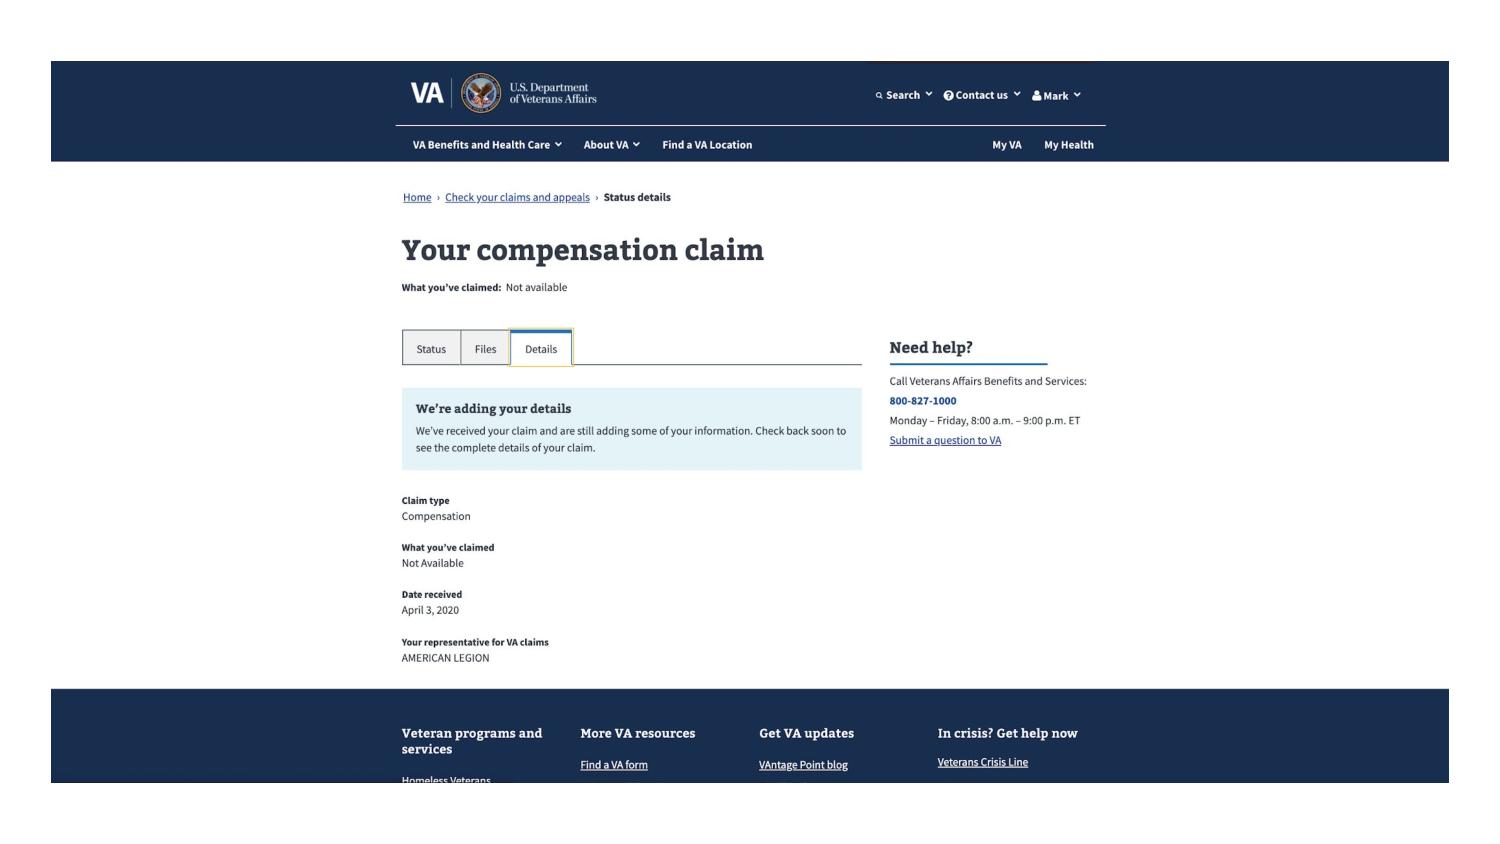 VA
U.S. Department
of Veterans Affairs
Search
Contact us
Mark
VA Benefits and Health Care
About VA
Find a VA Location
My VA
My Health
Home › Check your claims and appeals › Status details
Your compensation claim
What you’ve claimed: Not available
Status
Files
Details
We’re adding your details
We’ve received your claim and are still adding some of your information. Check back soon to
see the complete details of your claim.
Claim type
Compensation
What you’ve claimed
Not Available
Date received
April 3, 2020
Your representative for VA claims
AMERICAN LEGION
Need help?
Call Veterans Affairs Benefits and Services:
800-827-1000
Monday – Friday, 8:00 a.m. – 9:00 p.m. ET
Submit a question to VA
Veteran programs and
services
Homeless Veterans
More VA resources
Find a VA form
Get VA updates
VAntage Point blog
In crisis? Get help now
Veterans Crisis Line